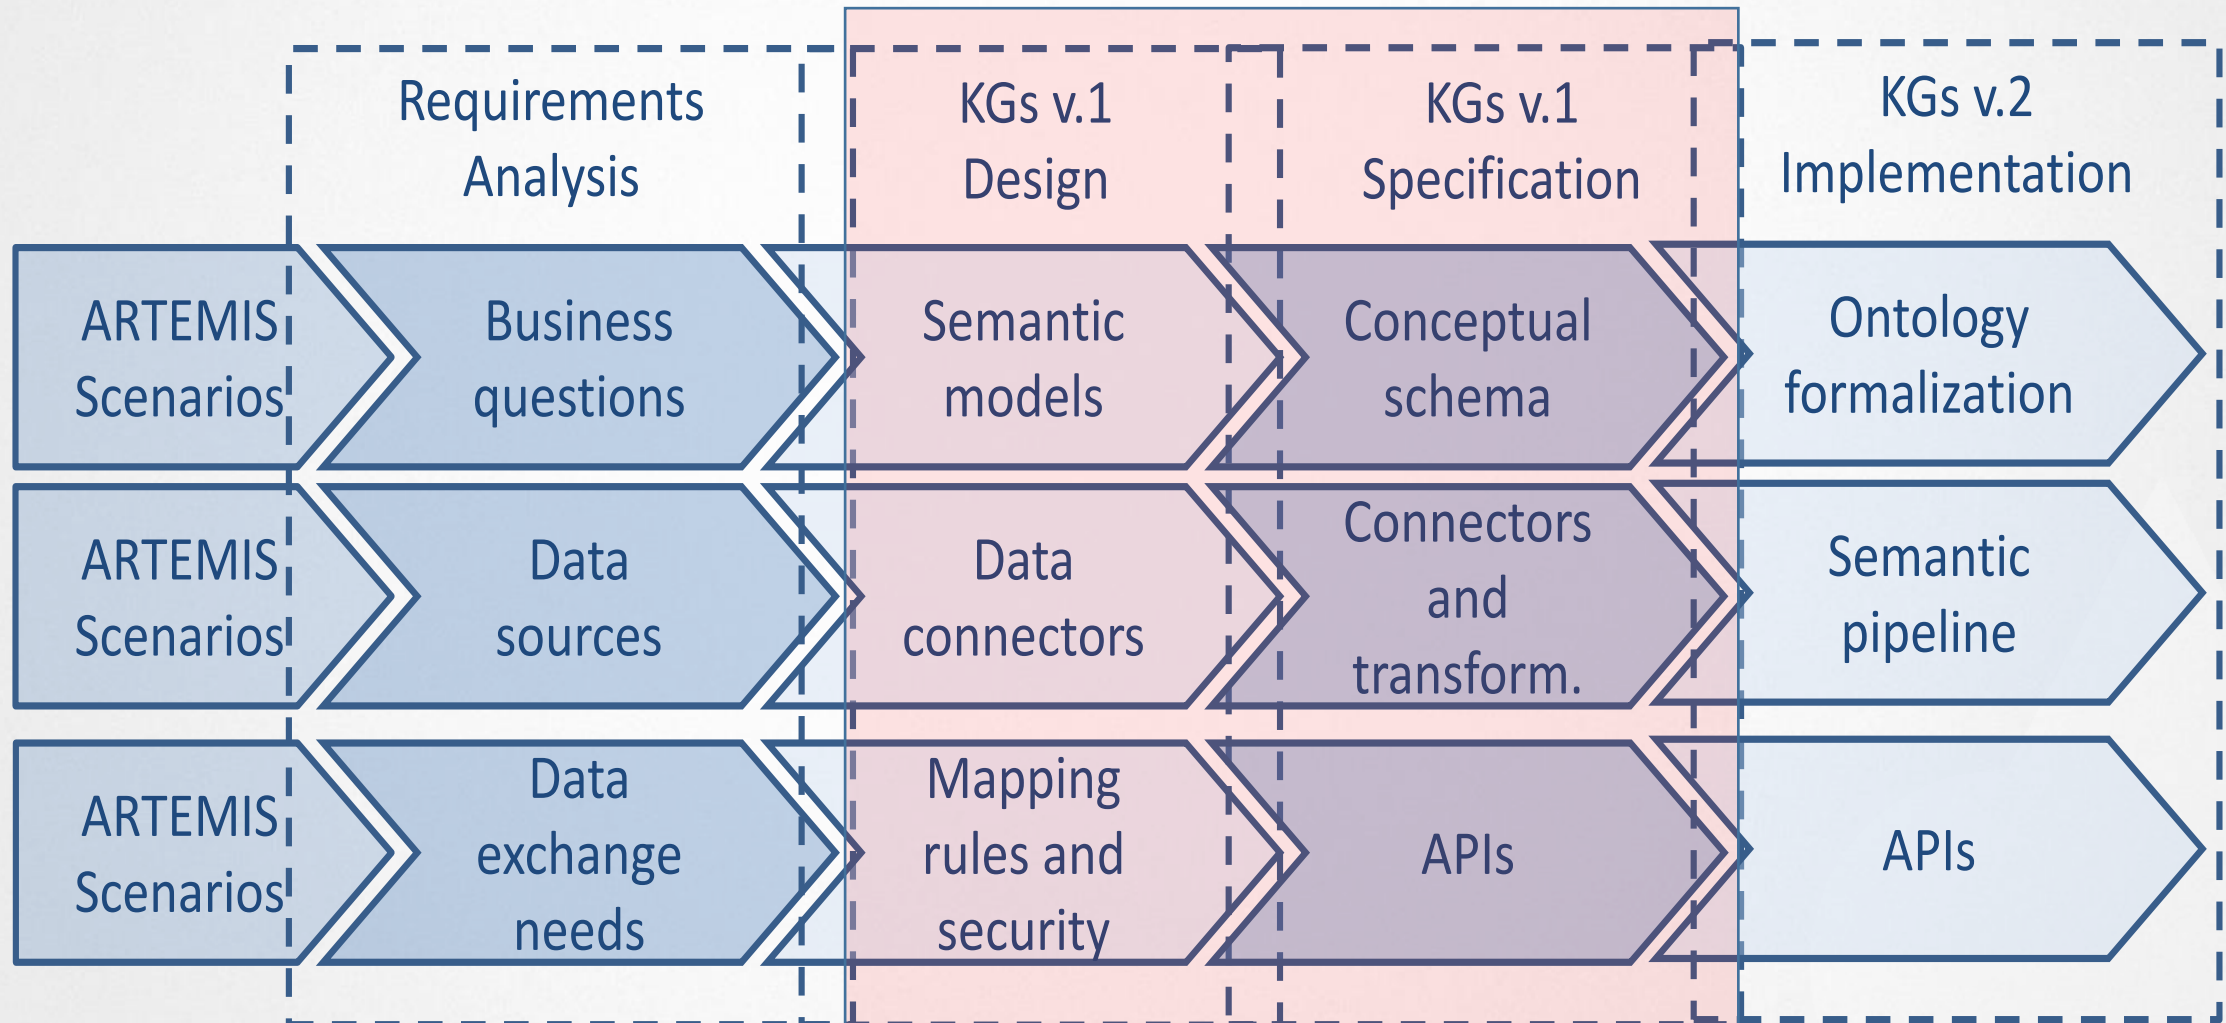 Requirements
Analysis
KGs v.1
Design
KGs v.1
Specification
KGs v.2
Implementation
ARTEMIS
Scenarios
Business
questions
Semantic
models
Conceptual
schema
Ontology
formalization
ARTEMIS
Scenarios
Data
sources
Data
connectors
Connectors
and
transform.
Semantic
pipeline
ARTEMIS
Scenarios
Data
exchange
needs
Mapping
rules and
security
APIs
APIs